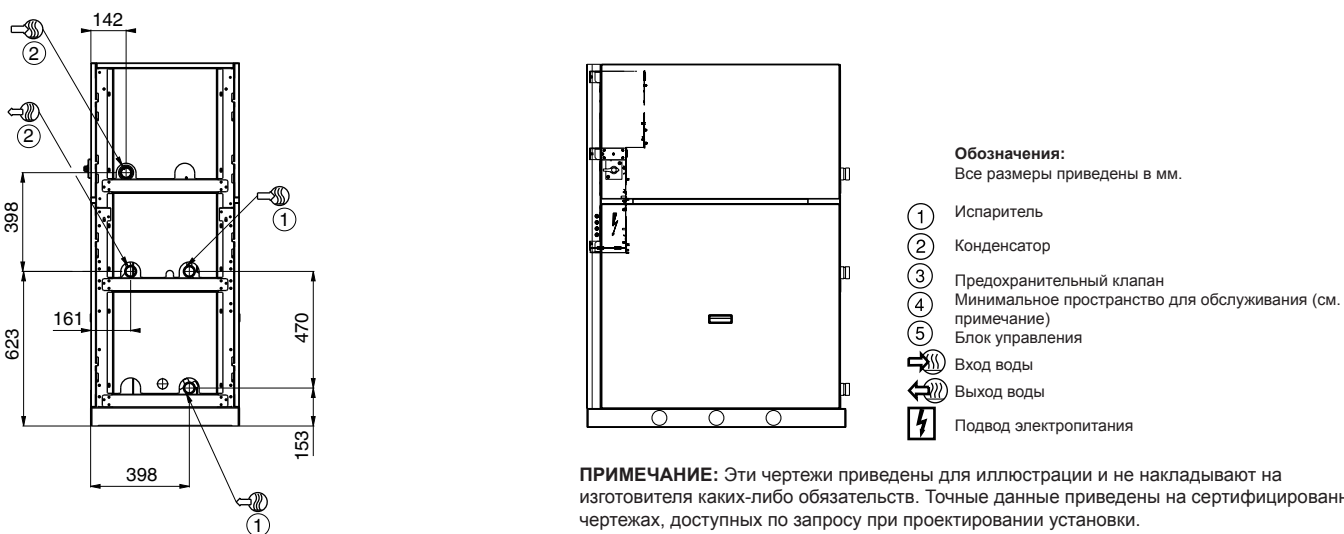 142
2
2
1
398
161
623
470
153
398
1
Обозначения:
Все размеры приведены в мм.
1 Испаритель
2 Конденсатор
3 Предохранительный клапан
4 Минимальное пространство для обслуживания (см.
примечание)
5 Блок управления
Вход воды
Выход воды
Подвод электропитания
ПРИМЕЧАНИЕ: Эти чертежи приведены для иллюстрации и не накладывают на
изготовителя каких-либо обязательств. Точные данные приведены на
чертежах, доступных по запросу при проектировании установки.